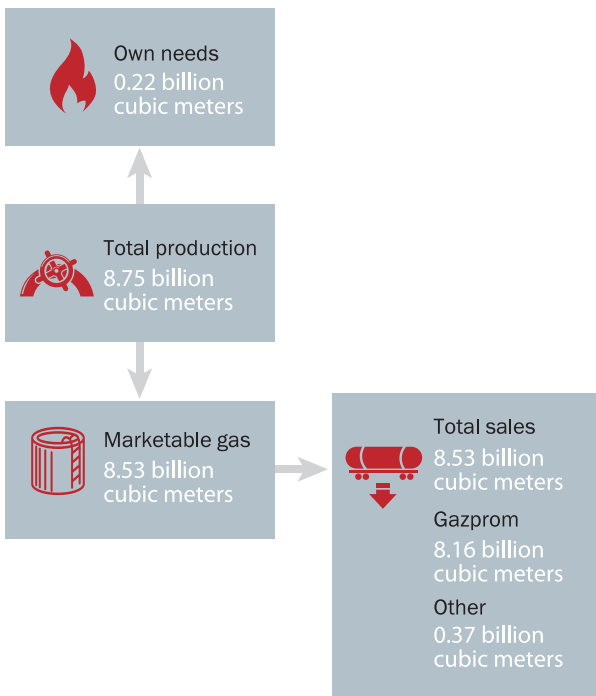 Own needs
0.22 billion
cubic meters
Total production
8.75 billion
cubic meters
Marketable gas
8.53 billion
cubic meters
Total sales
8.53 billion
cubic meters
Gazprom
8.16 billion
cubic meters
Other
0.37 billion
cubic meters